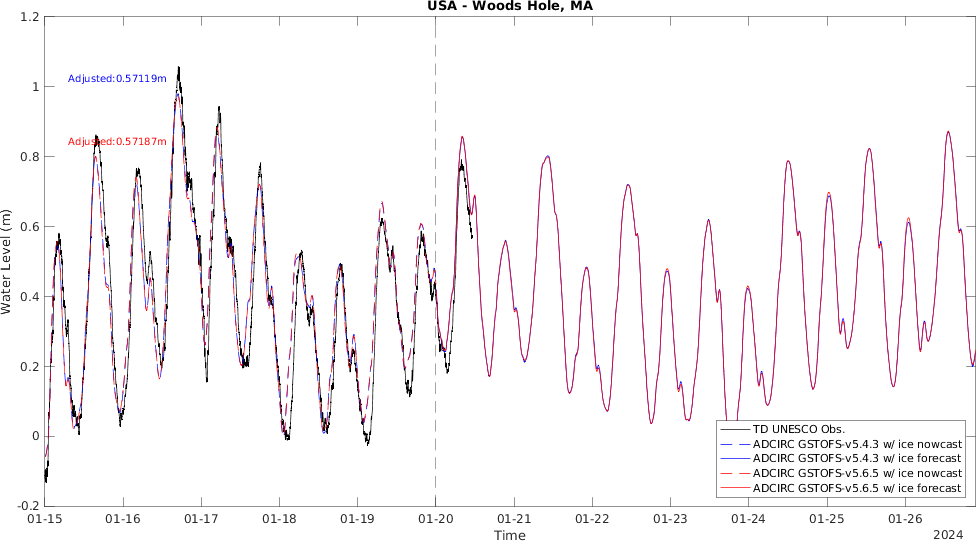 USA - Woods Hole, MA
1.2
1
0.8
0.6
0.4
0.2
0
-0.2
Water Level (m)
Adjusted:0.57119m
Adjusted:0.57187m
TD UNESCO Obs.
ADCIRC GSTOFS-v5.4.3 w/ ice nowcast
ADCIRC GSTOFS-v5.4.3 w/ ice forecast
ADCIRC GSTOFS-v5.6.5 w/ ice nowcast
ADCIRC GSTOFS-v5.6.5 w/ ice forecast
01-15 01-16 01-17 01-18 01-19 01-20 01-21 01-22 01-23 01-24 01-25 01-26
Time
2024